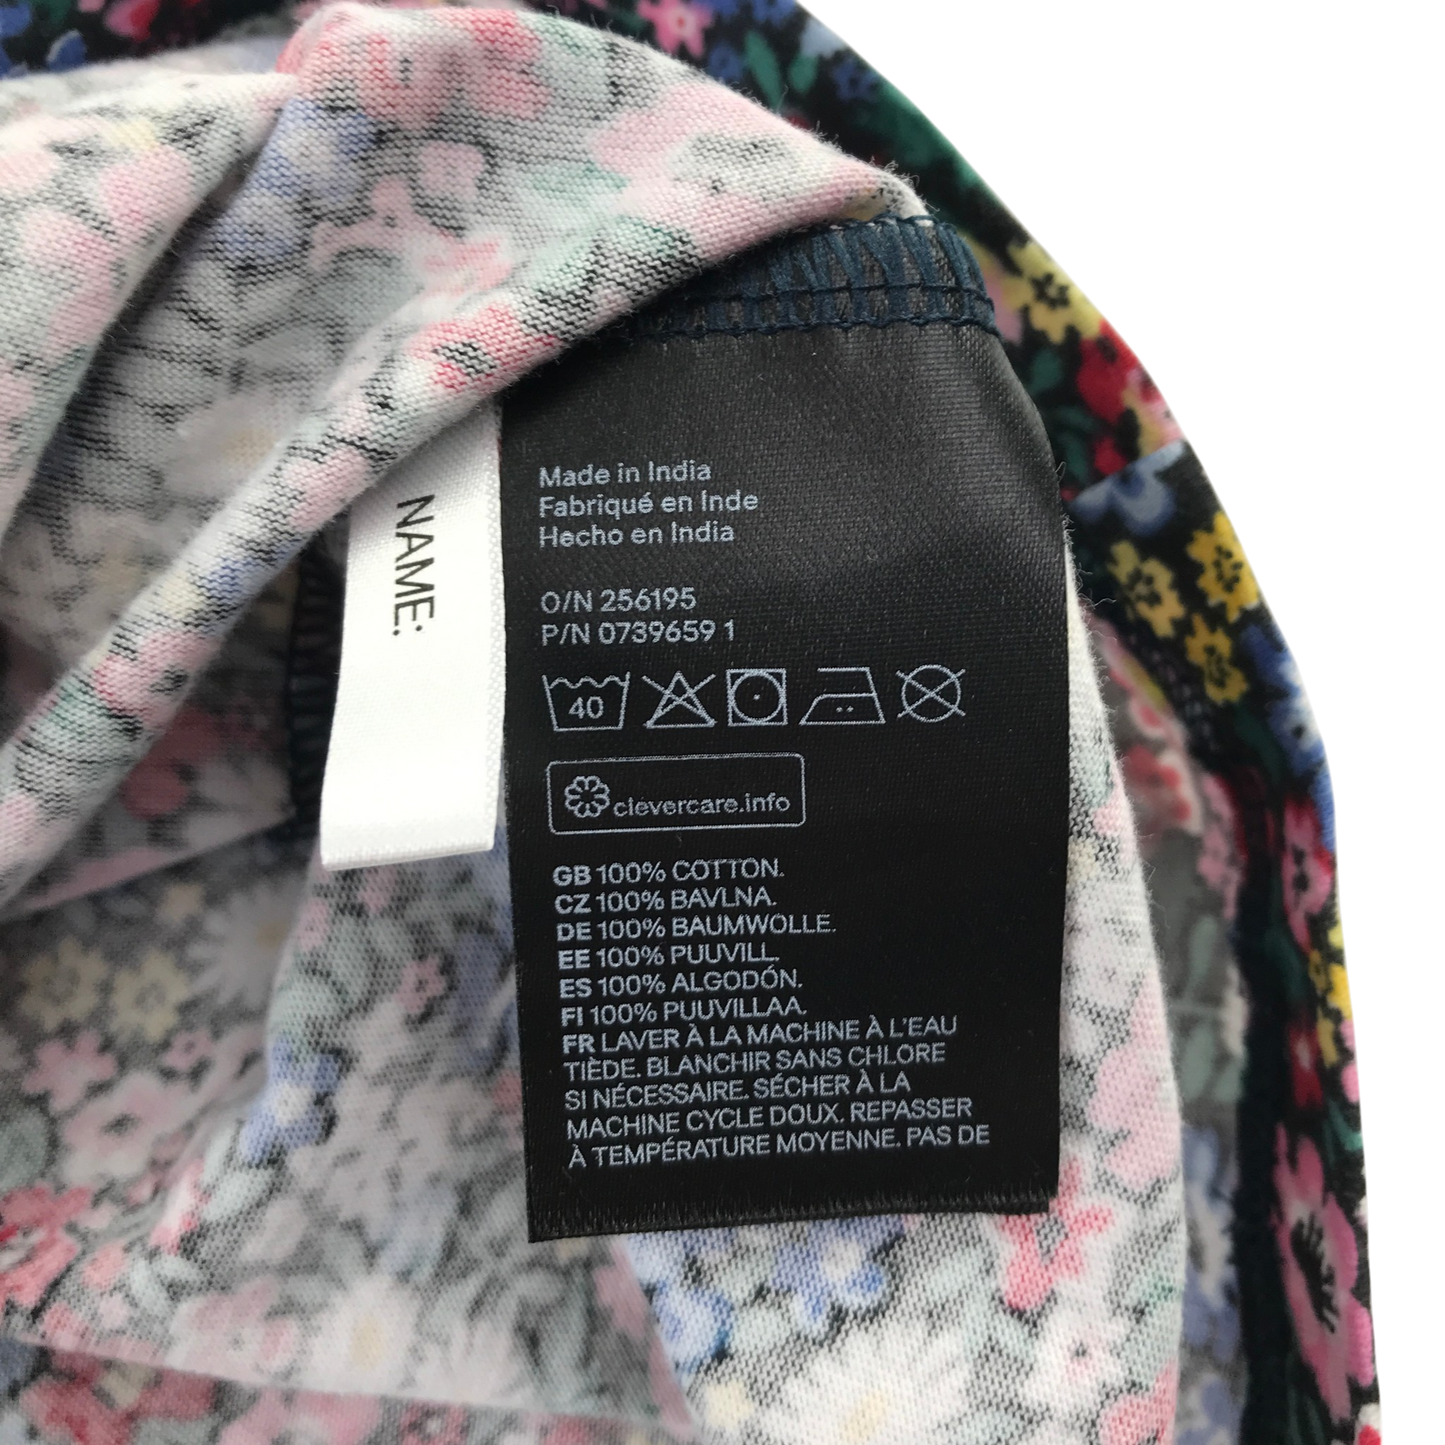 NAME:
Made in India
Fabriqué en Inde
Hecho en India
O/N 256195
P/N 0739659 1
40
clevercare.info
GB 100% COTTON.
CZ 100% BAVLNA.
DE 100% BAUMWOLLE.
EE 100% PUUVILL.
ES 100% ALGODÓN.
FI 100% PUUVILLAA.
FR LAVER À LA MACHINE À L'EAU
TIÈDE. BLANCHIR SANS CHLORE
SI NÉCESSAIRE. SÉCHER À LA
MACHINE CYCLE DOUX. REPASSER
À TEMPÉRATURE MOYENNE. PAS DE